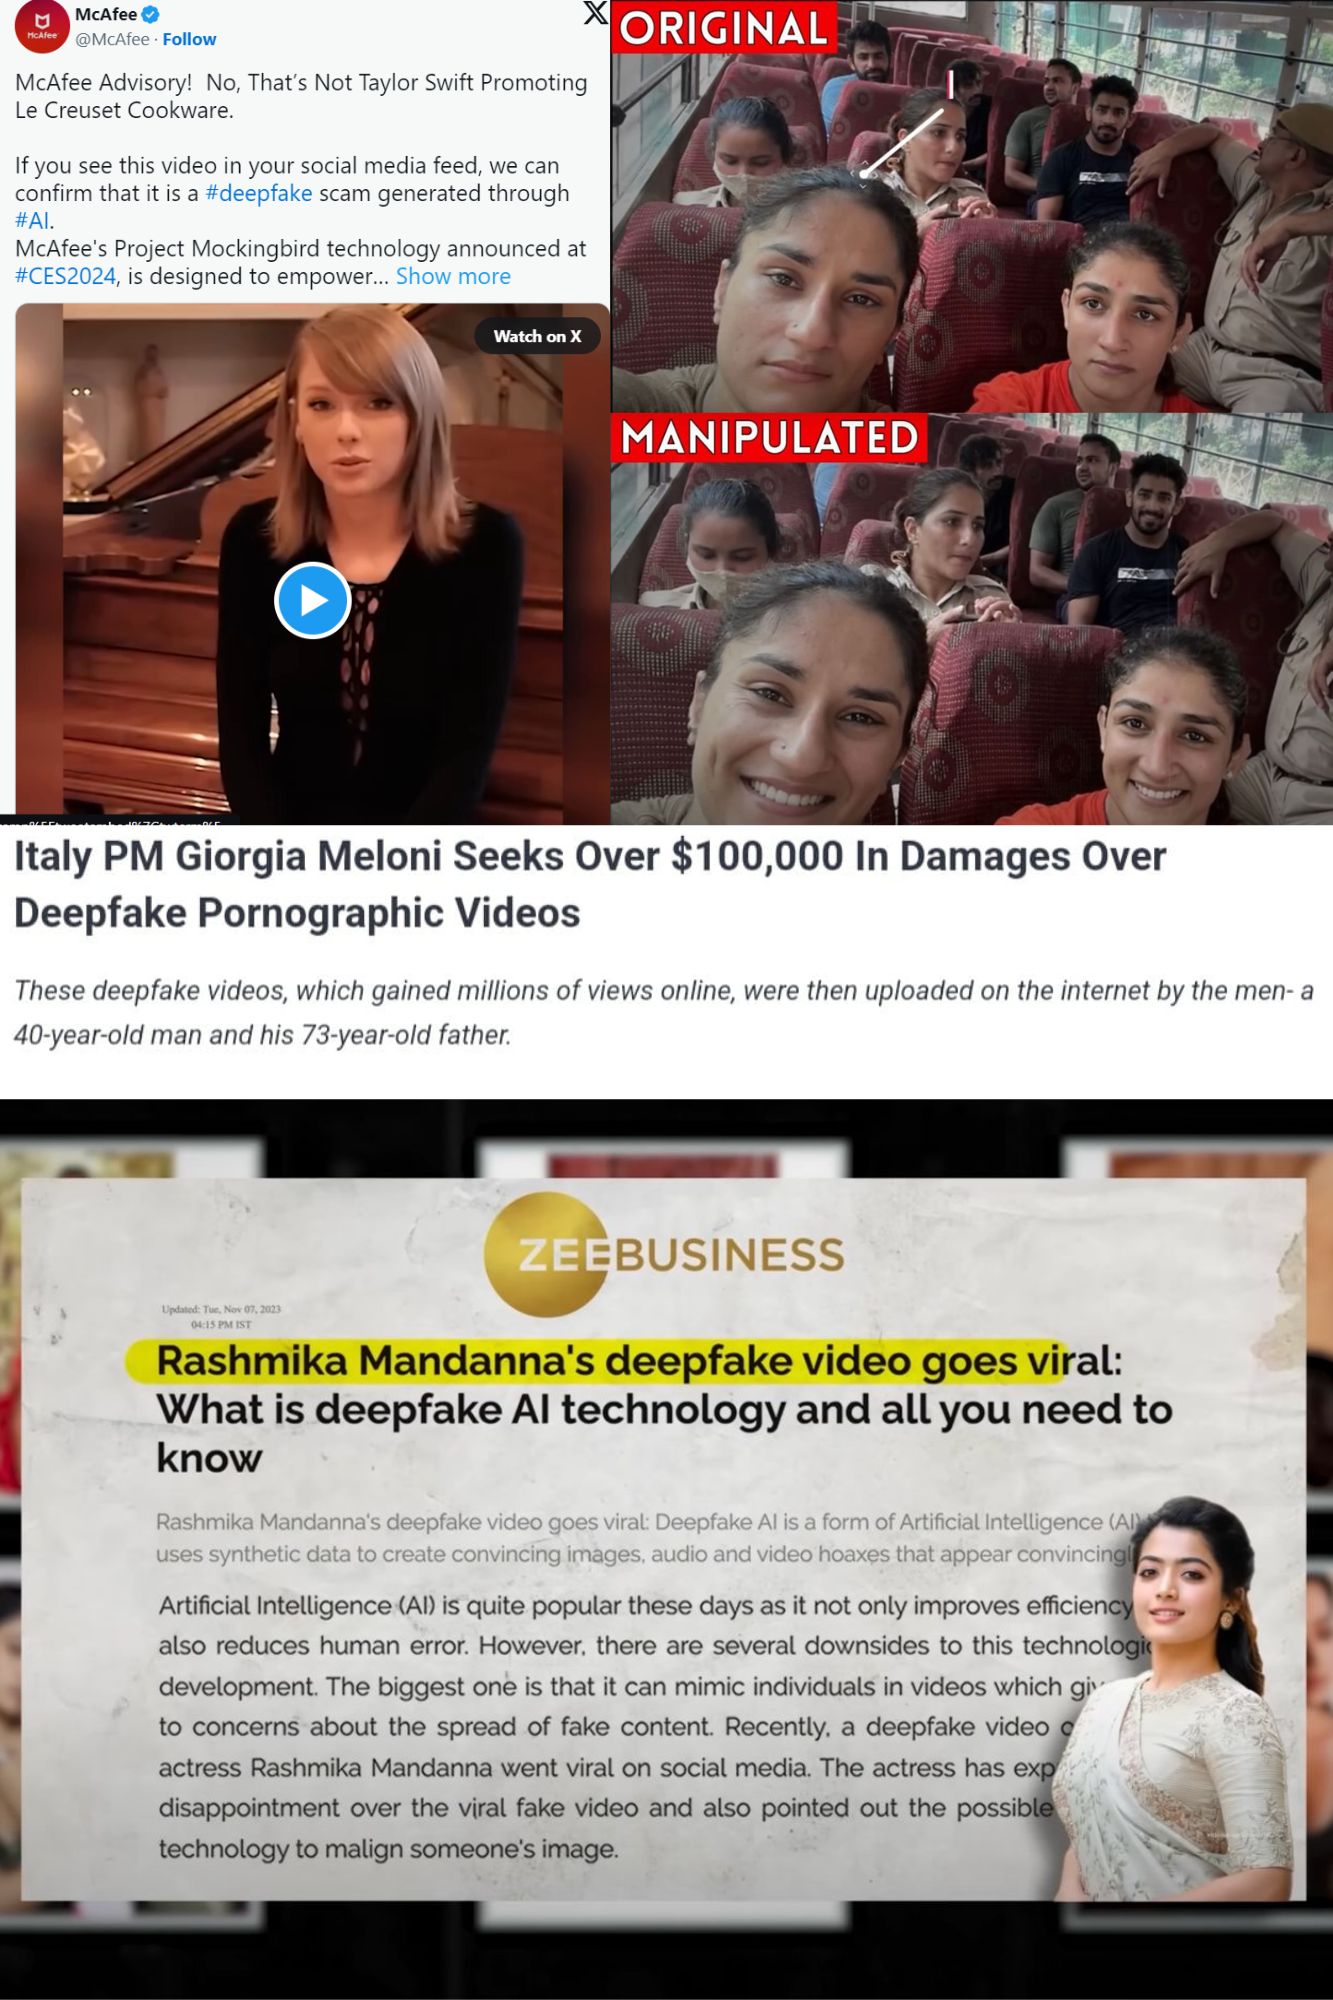 McAfee
@McAfee · Follow
McAfee Advisory! No, That's Not Taylor Swift Promoting
Le Creuset Cookware.
If you see this video in your social media feed, we can
confirm that it is a #deepfake scam generated through
#AI.
McAfee's Project Mockingbird technology announced at
#CES2024, is designed to empower... Show more
Watch on X
ORIGINAL
MANIPULATED
Italy PM Giorgia Meloni Seeks Over $100,000 In Damages Over
Deepfake Pornographic Videos
These deepfake videos, which gained millions of views online, were then uploaded on the internet by the men- a
40-year-old man and his 73-year-old father.
ZEEBUSINESS
Updated: Tue, Nov 07, 2023
04:15 PM IST
Rashmika Mandanna's deepfake video goes viral:
What is deepfake AI technology and all you need to
know
Rashmika Mandanna's deepfake video goes viral: Deepfake AI is a form of Artificial Intelligence (AI)
uses synthetic data to create convincing images, audio and video hoaxes that appear convincingl
Artificial Intelligence (AI) is quite popular these days as it not only improves efficiency
also reduces human error. However, there are several downsides to this technologic
development. The biggest one is that it can mimic individuals in videos which giv
to concerns about the spread of fake content. Recently, a deepfake video o
actress Rashmika Mandanna went viral on social media. The actress has exp
disappointment over the viral fake video and also pointed out the possible
technology to malign someone's image.